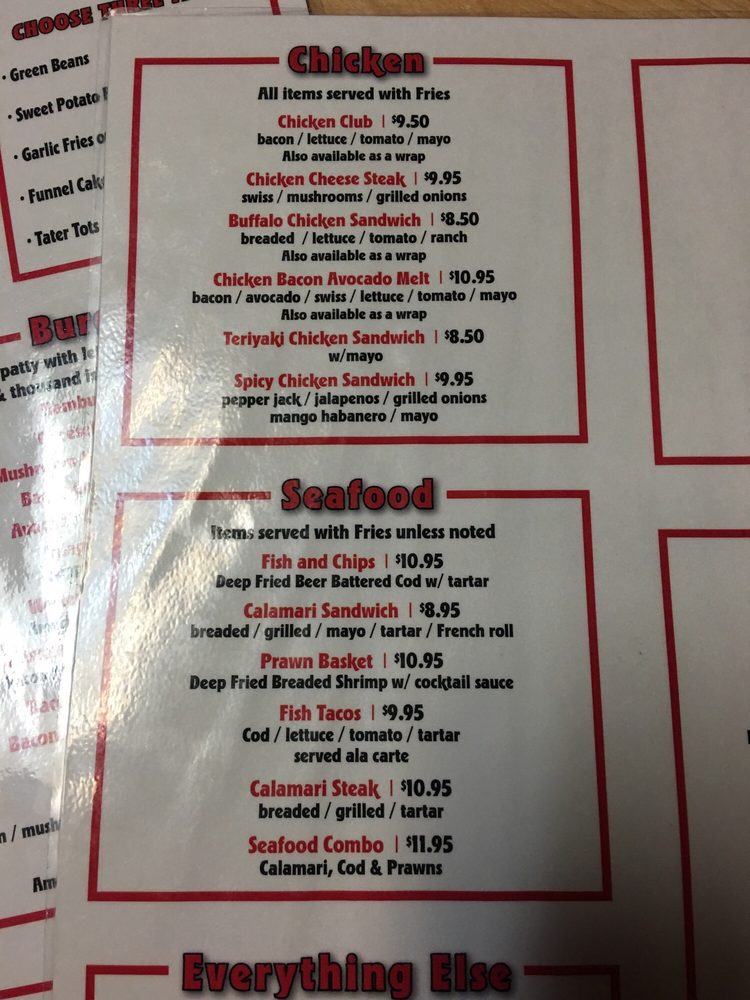 CHOOSE
· Green Beans
· Sweet Potato
· Garlic Fries
· Funnel
· Tater Tots
patty with
& thousand
Bacon
Chicken
All items served with Fries
Chicken Club | $9.50
bacon / lettuce / tomato / mayo
Also available as a wrap
Chicken Cheese Steak | $9.95
swiss / mushrooms / grilled onions
Buffalo Chicken Sandwich | $8.50
breaded / lettuce / tomato / ranch
Also available as a wrap
Chicken Bacon Avocado Melt | $10.95
bacon / avocado / swiss / lettuce / tomato / mayo
Also available as a wrap
Teriyaki Chicken Sandwich | $8.50
w/mayo
Spicy Chicken Sandwich | $9.95
pepper jack / jalapenos / grilled onions
mango habanero / mayo
Seafood
Items served with Fries unless noted
Fish and Chips | $10.95
Deep Fried Beer Battered Cod w/ tartar
Calamari Sandwich | $8.95
breaded / grilled / mayo / tartar / French roll
Prawn Basket | $10.95
Deep Fried Breaded Shrimp w/ cocktail sauce
Fish Tacos | $9.95
Cod / lettuce / tomato / tartar
served ala carte
Calamari Steak | $10.95
breaded / grilled / tartar
Seafood Combo | $11.95
Calamari, Cod & Prawns
Everything Else